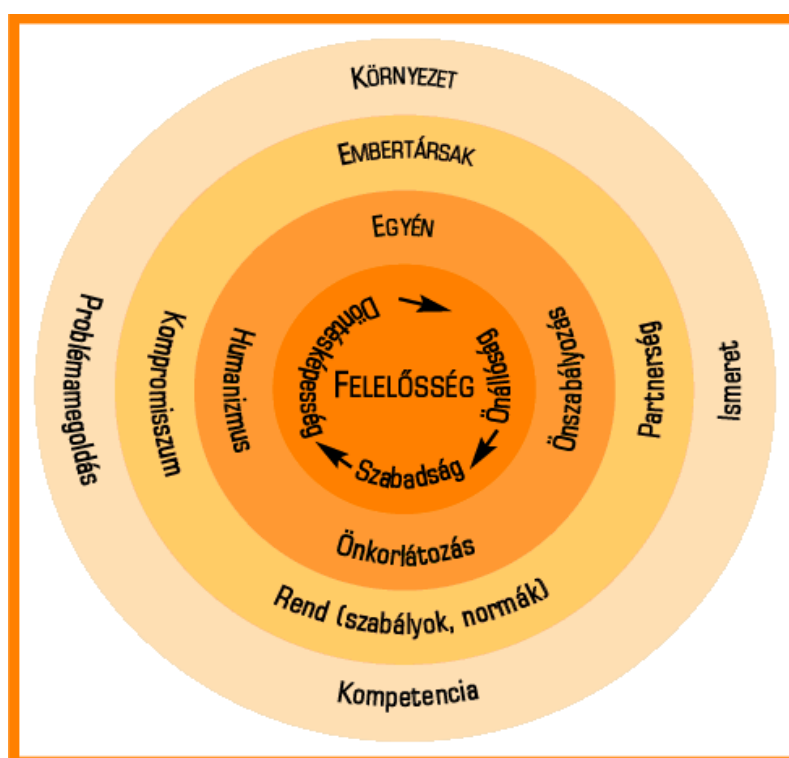 KÖRNYEZET
EMBERTÁRSAK
EGYÉN
Döntésképesség
Önállóság
Szabadság
FELELŐSSÉG
Humanizmus
Önszabályozás
Önkorlátozás
Kompromisszum
Partnerség
Rend (szabályok, normák)
Problémamegoldás
Ismeret
Kompetencia